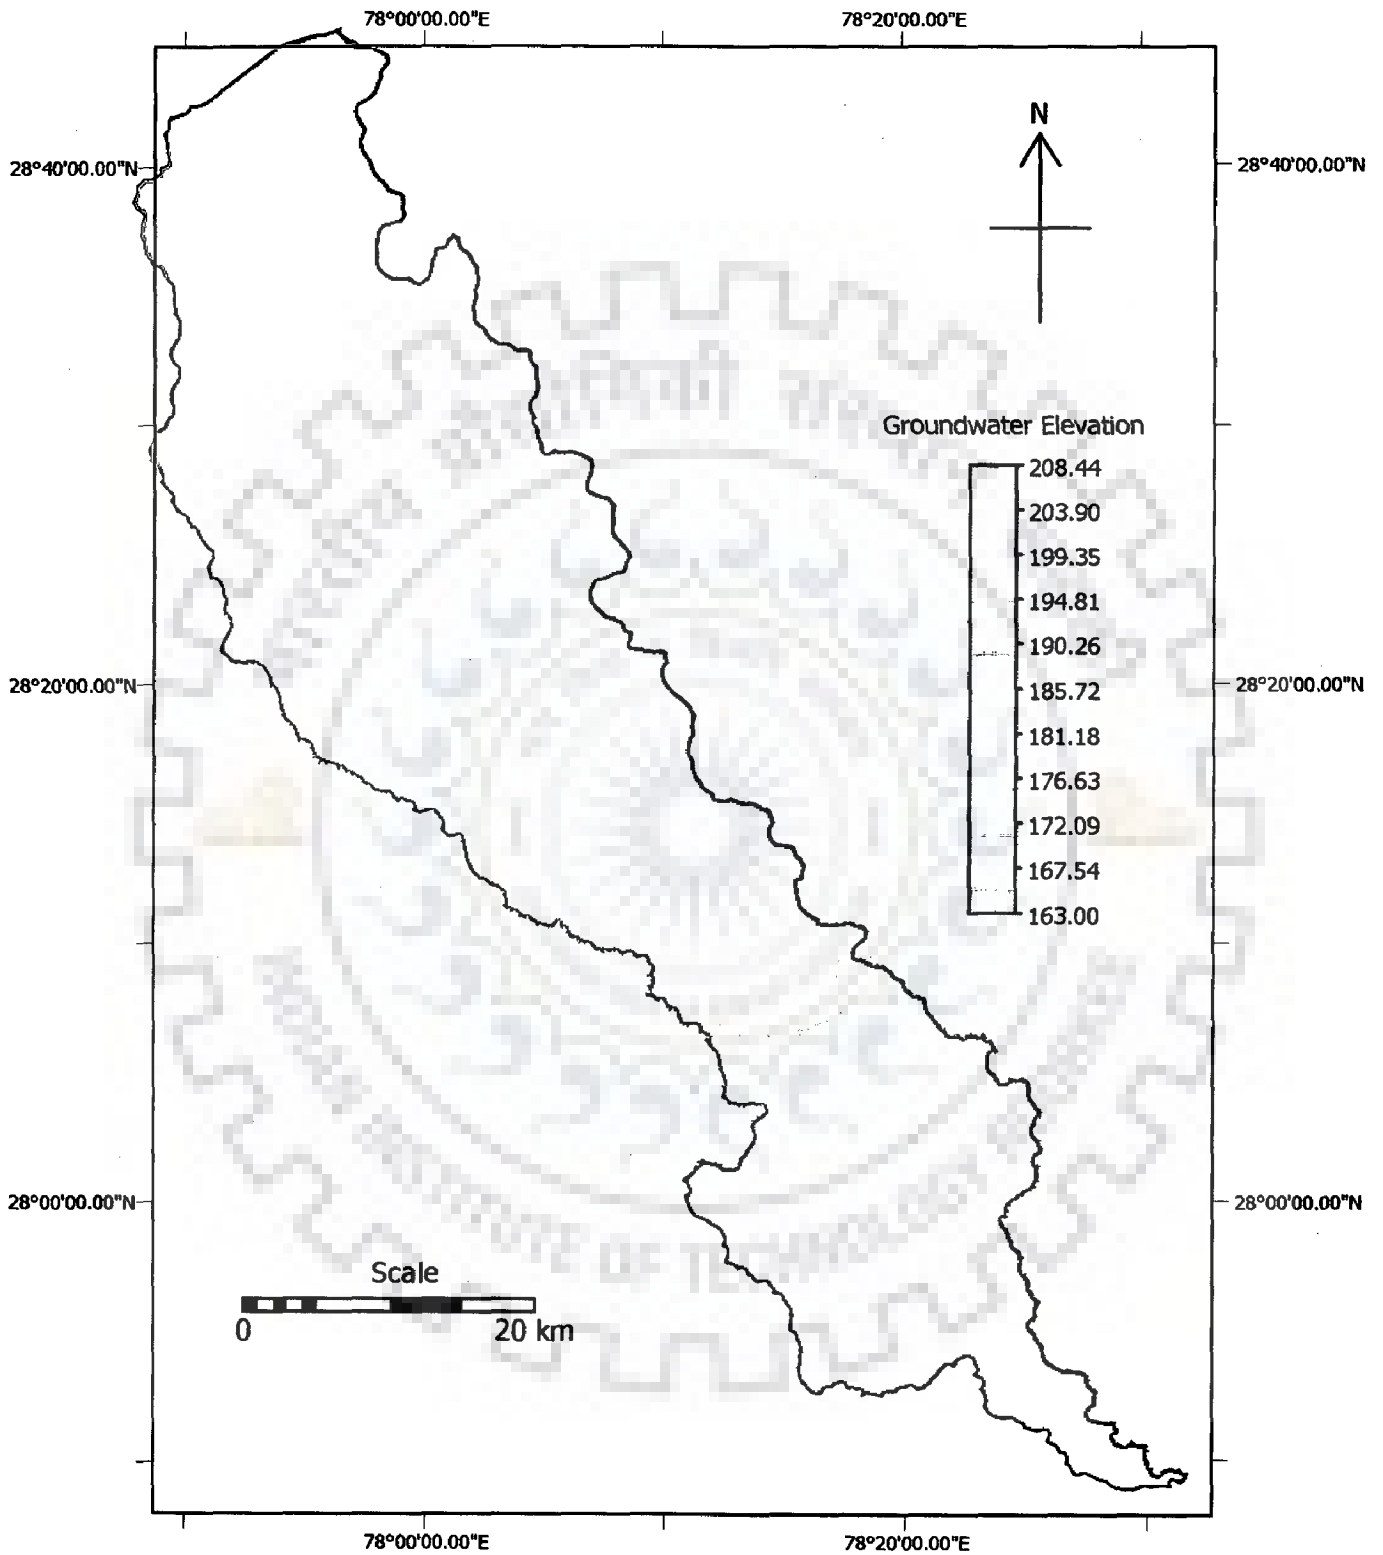 78°00'00.00"E 78°20'00.00"E
N
28°40'00.00"N 28°40'00.00"N
Groundwater Elevation
208.44
203.90
199.35
194.81
190.26
185.72
181.18
176.63
172.09
167.54
163.00
28°20'00.00"N 28°20'00.00"N
28°00'00.00"N 28°00'00.00"N
INSTITUTE OF TECHNOLOGY
Scale
0 20 km
78°00'00.00"E 78°20'00.00"E